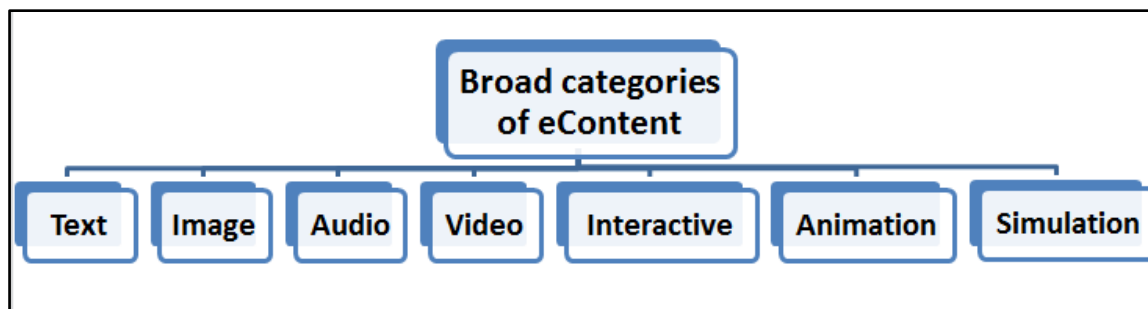 Broad categories
of eContent
Text
Image
Audio
Video
Interactive
Animation
Simulation